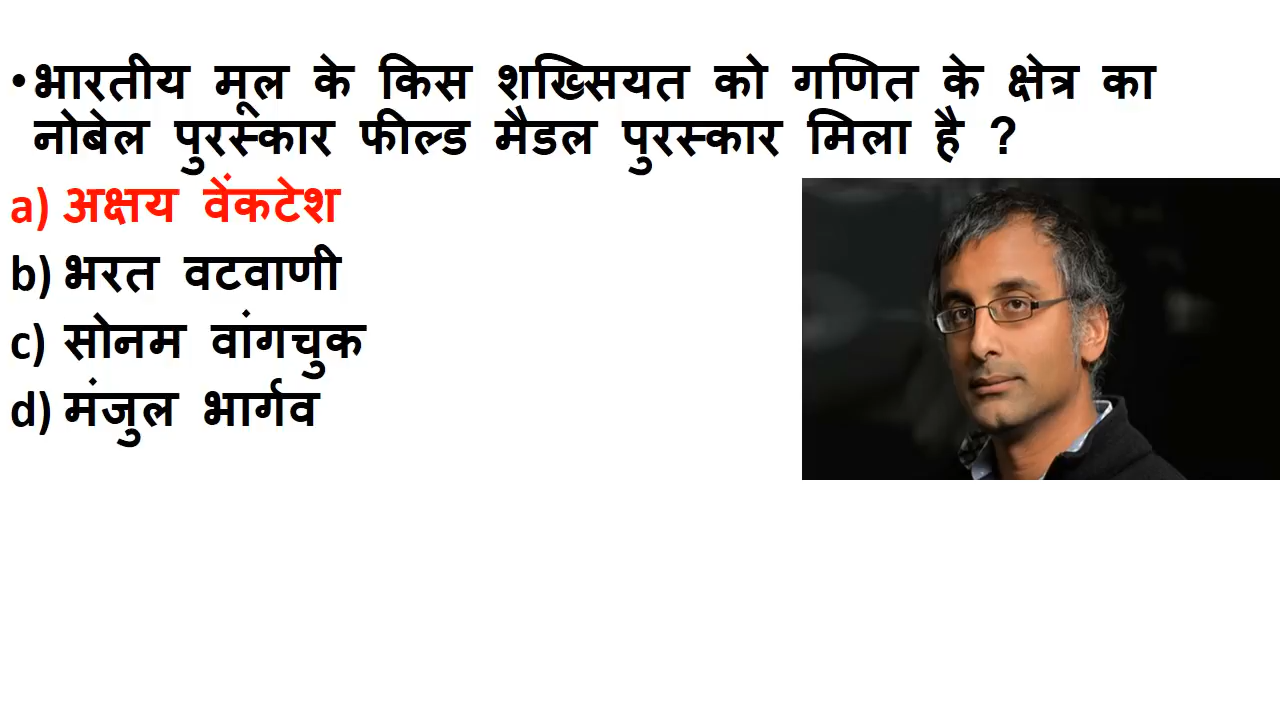 •भारतीय मूल के किस शख्सियत को गणित के क्षेत्र का
नोबेल पुरस्कार फील्ड मैडल पुरस्कार मिला है ?
a) अक्षय वेंकटेश
b) भरत वटवाणी
c) सोनम वांगचुक
d) मंजुल भार्गव